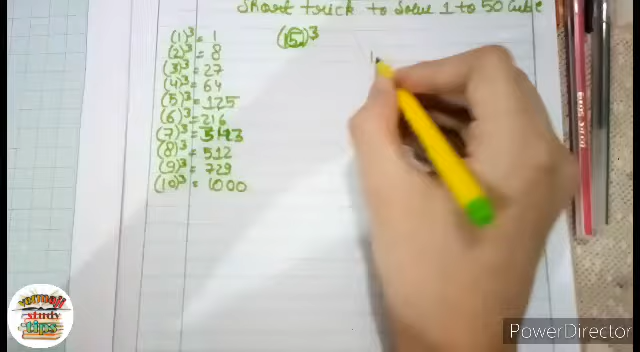 Short trick to Solve 1 to 50 Cube
(1)³ = 1
(2)³ = 8
(3)³ = 27
(4)³ = 64
(5)³ = 125
(6)³ = 216
(7)³ = 343
(8)³ = 512
(9)³ = 729
(10)³ = 1000
(15)³
1
study
tips
PowerDirector